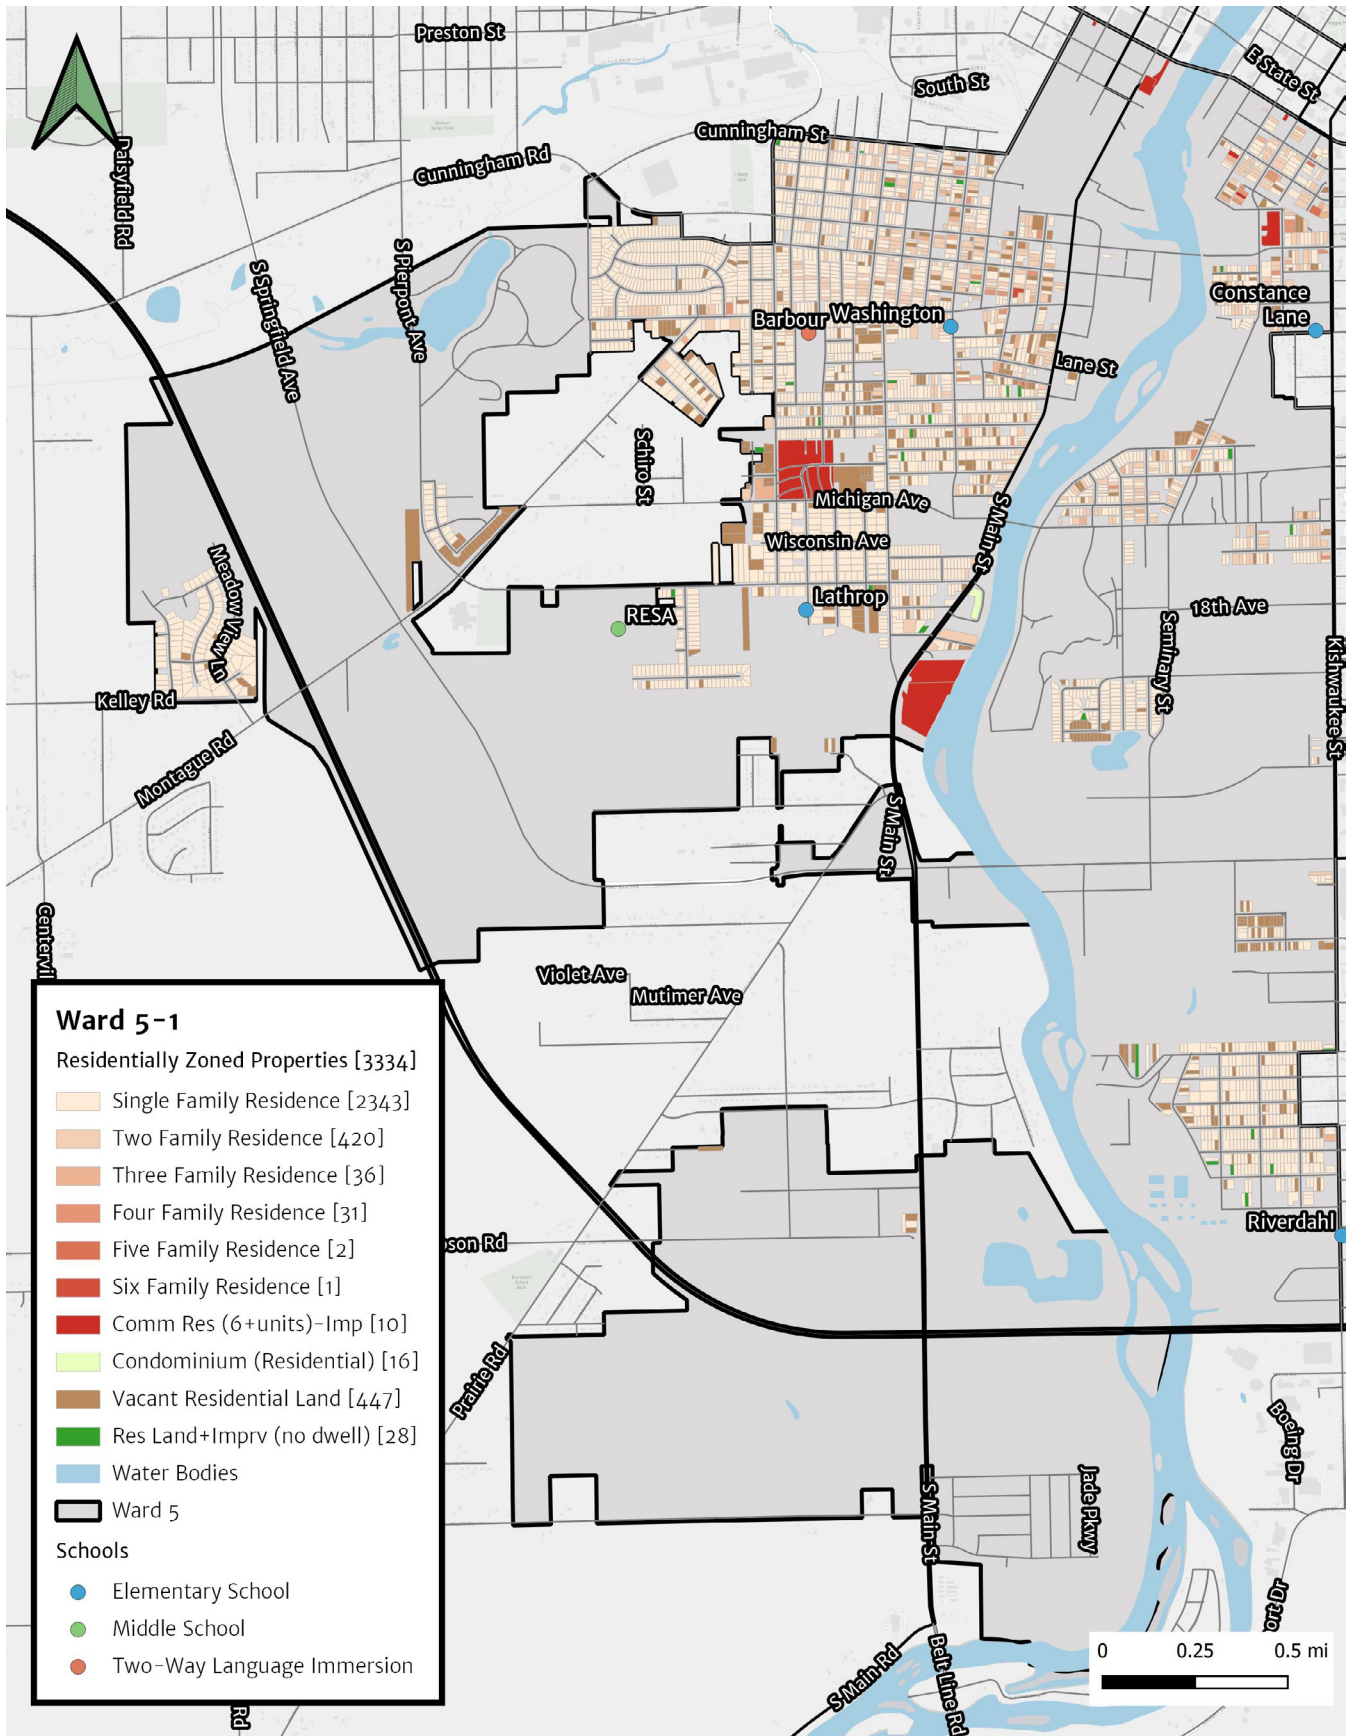 Preston St
E State St
South St
Cunningham St
Cunningham Rd
Daisyfield Rd
S Springfield Ave
S Pierpont Ave
Constance
Lane
Barbour
Washington
Lane St
Schiro St
Michigan Ave
S Main St
Wisconsin Ave
Meadow View Ln
RESA
Lathrop
18th Ave
Seminary St
Kishwaukee St
Kelley Rd
Montague Rd
S Main St
Violet Ave
Mutimer Ave
Riverdahl
Prairie Rd
Boeing Dr
S Main St
Jade Pkwy
S Main Rd
Belt Line Rd
Rd
Ward 5-1
Residentially Zoned Properties [3334]
Single Family Residence [2343]
Two Family Residence [420]
Three Family Residence [36]
Four Family Residence [31]
Five Family Residence [2]
Six Family Residence [1]
Comm Res (6+units)-Imp [10]
Condominium (Residential) [16]
Vacant Residential Land [447]
Res Land+Imprv (no dwell) [28]
Water Bodies
Ward 5
Schools
Elementary School
Middle School
Two-Way Language Immersion
0 0.25 0.5 mi